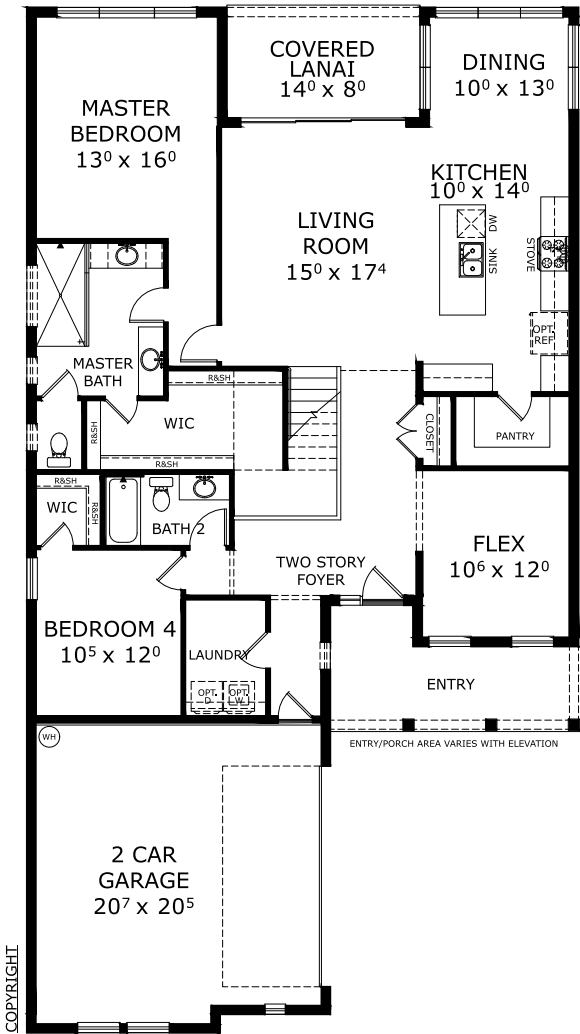 COVERED
LANAI
14⁰ x 8⁰
DINING
10⁰ x 13⁰
MASTER
BEDROOM
13⁰ x 16⁰
KITCHEN
10⁰ x 14⁰
LIVING
ROOM
15⁰ x 17⁴
DW
SINK
STOVE
OPT.
REF.
MASTER
BATH
R&SH
WIC
R&SH
R&SH
CLOSET
PANTRY
R&SH
WIC
R&SH
BATH 2
FLEX
10⁶ x 12⁰
TWO STORY
FOYER
BEDROOM 4
10⁵ x 12⁰
LAUNDRY
OPT.
D
OPT.
W
ENTRY
WH
ENTRY/PORCH AREA VARIES WITH ELEVATION
2 CAR
GARAGE
20⁷ x 20⁵
COPYRIGHT